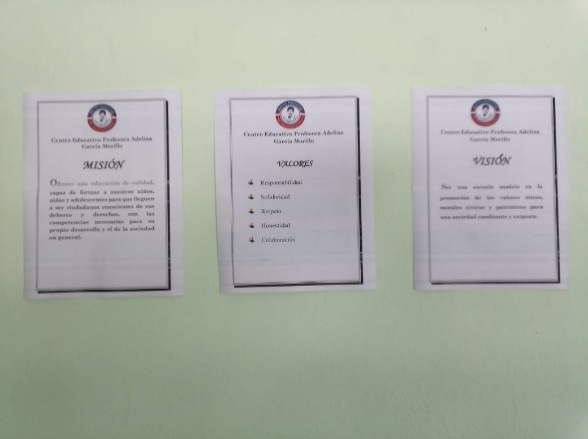 Centro Educativo Profesora Adelina
García Morillo
MISIÓN
Ofrecer una educación de calidad,
capaz de formar a nuestros niños,
niñas y adolescentes para que lleguen
a ser ciudadanos conscientes de sus
deberes y derechos, con las
competencias necesarias para su
propio desarrollo y el de la sociedad
en general.
Centro Educativo Profesora Adelina
García Morillo
VALORES
Responsabilidad
Solidaridad
Respeto
Honestidad
Colaboración
Centro Educativo Profesora Adelina
García Morillo
VISIÓN
Ser una escuela modelo en la
promoción de los valores éticos,
morales cívicos y patrióticos para
una sociedad cambiante y exigente.